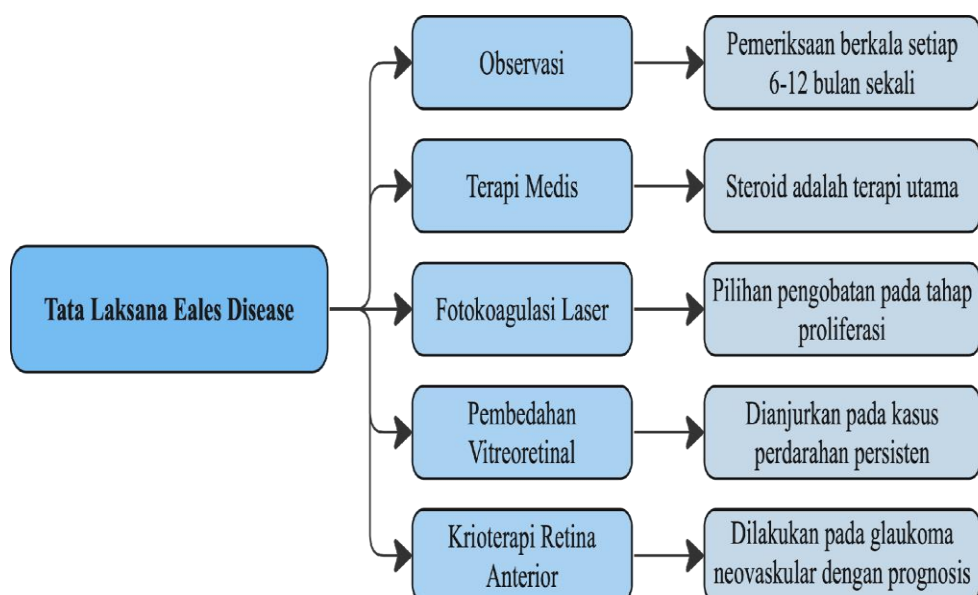 Tata Laksana Eales Disease
Observasi
Pemeriksaan berkala setiap
6-12 bulan sekali
Terapi Medis
Steroid adalah terapi utama
Fotokoagulasi Laser
Pilihan pengobatan pada tahap
proliferasi
Pembedahan
Vitreoretinal
Dianjurkan pada kasus
perdarahan persisten
Krioterapi Retina
Anterior
Dilakukan pada glaukoma
neovaskular dengan prognosis